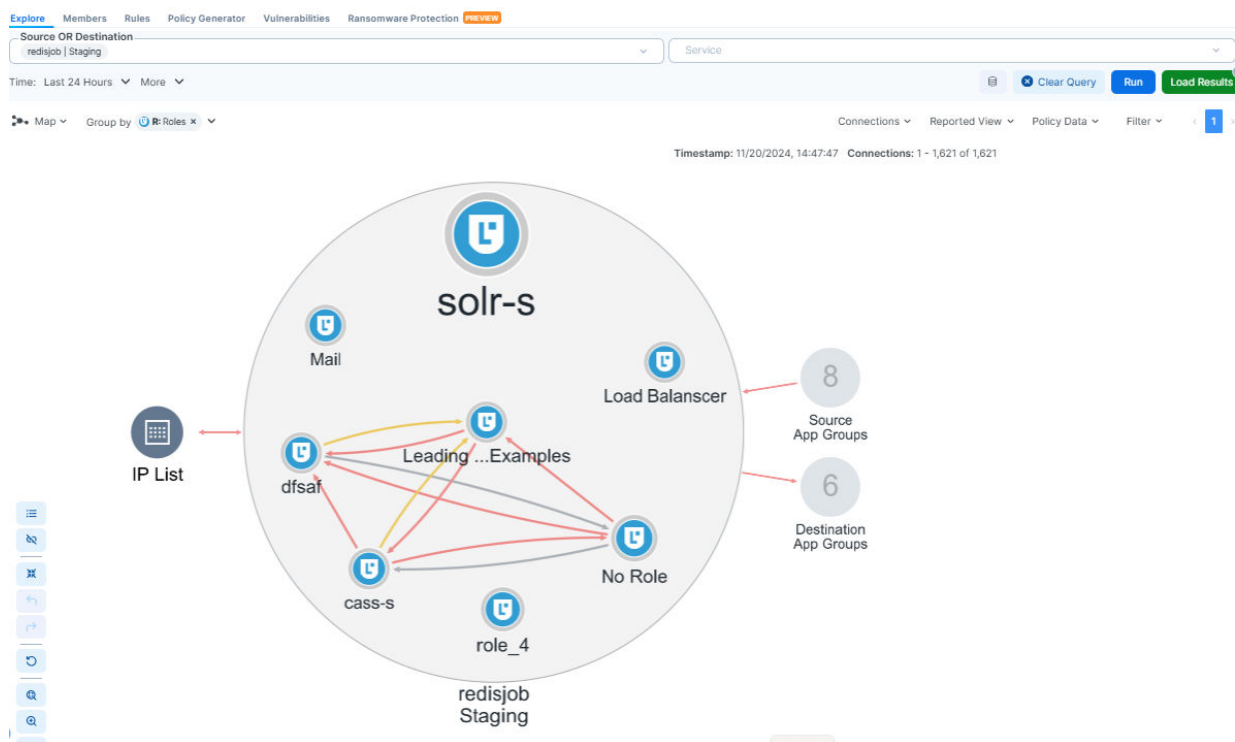 Explore Members Rules Policy Generator Vulnerabilities Ransomware Protection PREVIEW
Source OR Destination
redisjob | Staging
Service
Time: Last 24 Hours More
Clear Query Run Load Results
Map Group by R: Roles × Connections Reported View Policy Data Filter 1
Timestamp: 11/20/2024, 14:47:47 Connections: 1 - 1,621 of 1,621
solr-s
Mail
Load Balanscer
8
Source
App Groups
IP List
Leading ...Examples
dfsaf
6
Destination
App Groups
No Role
cass-s
role_4
redisjob
Staging